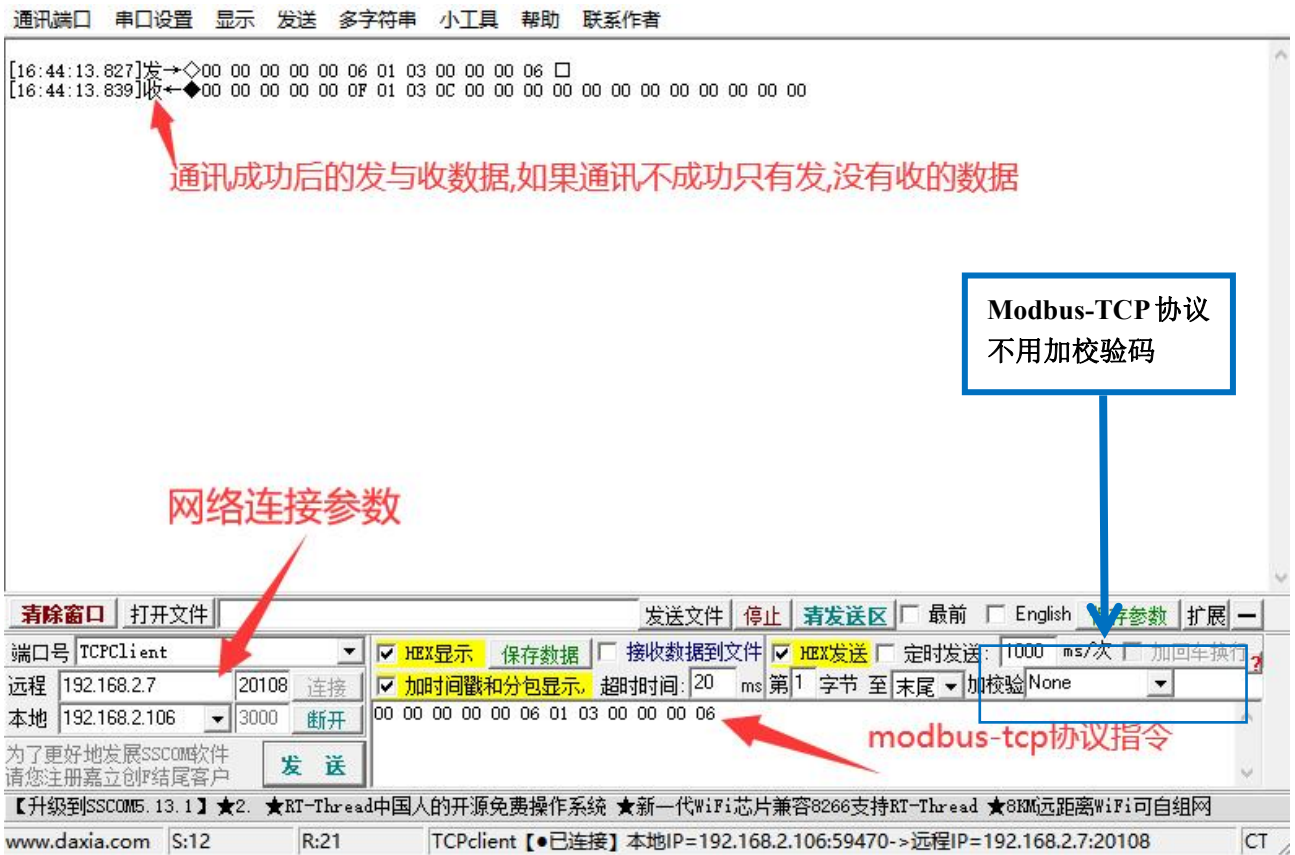 通讯端口 串口设置 显示 发送 多字符串 小工具 帮助 联系作者
[16:44:13.827]发→◇00 00 00 00 00 06 01 03 00 00 00 06 □
[16:44:13.839]收←◆00 00 00 00 00 0F 01 03 0C 00 00 00 00 00 00 00 00 00 00 00 00
通讯成功后的发与收数据,如果通讯不成功只有发,没有收的数据
Modbus-TCP 协议
不用加校验码
网络连接参数
清除窗口 打开文件 发送文件 停止 清发送区 最前 English 存参数 扩展 —
端口号 TCPClient HEX显示 保存数据 接收数据到文件 HEX发送 定时发送: 1000 ms/次 加回车换行
远程 192.168.2.7 20108 连接 加时间戳和分包显示, 超时时间: 20 ms 第1 字节 至 末尾 加校验 None ?
本地 192.168.2.106 3000 断开 00 00 00 00 00 06 01 03 00 00 00 06
modbus-tcp协议指令
为了更好地发展SSCOM软件
请您注册嘉立创F结尾客户
发 送
【升级到SSCOM5.13.1】★2. ★RT-Thread中国人的开源免费操作系统 ★新一代WiFi芯片兼容8266支持RT-Thread ★8KM远距离WiFi可自组网
www.daxia.com S:12 R:21 TCPclient【●已连接】本地IP=192.168.2.106:59470->远程IP=192.168.2.7:20108 CT